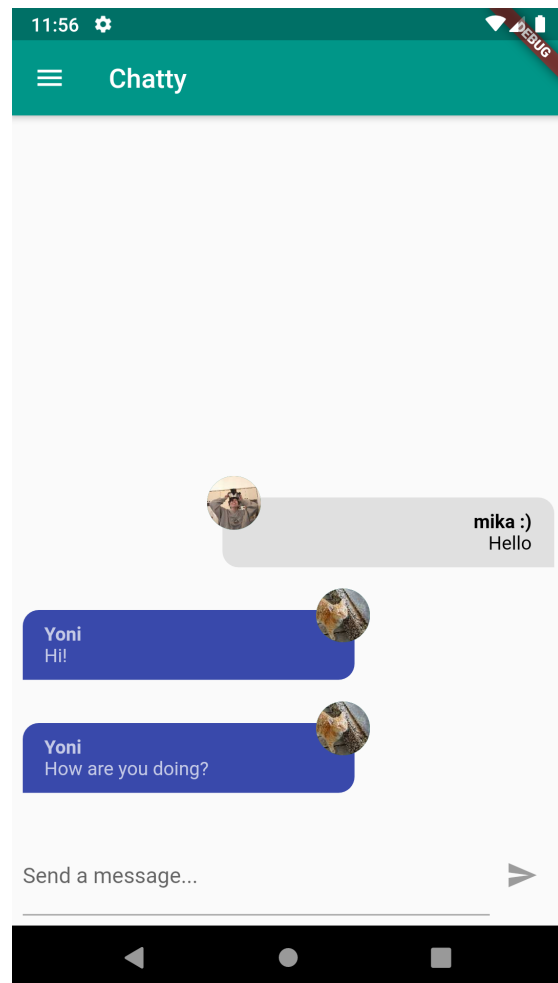 11:56
DEBUG
Chatty
mika :)
Hello
Yoni
Hi!
Yoni
How are you doing?
Send a message...